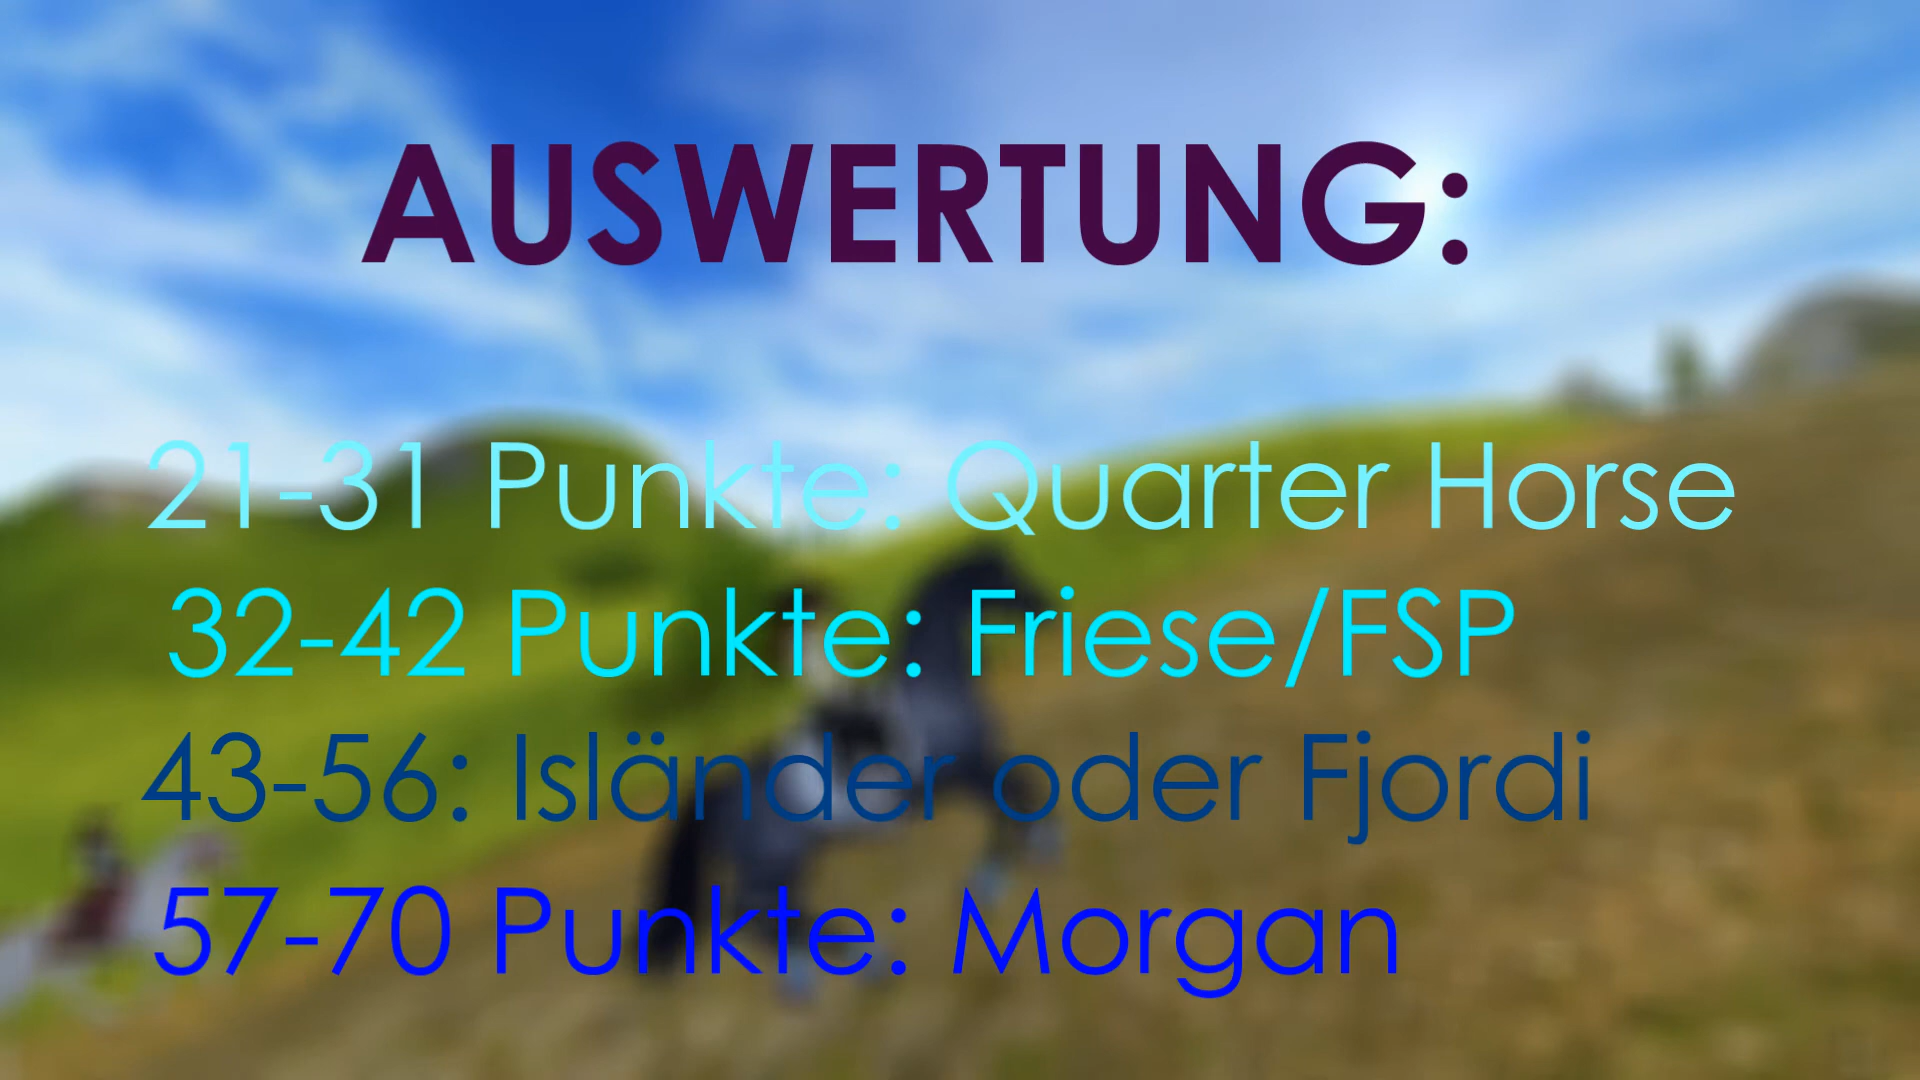 AUSWERTUNG:
21-31 Punkte: Quarter Horse
32-42 Punkte: Friese/FSP
43-56: Isländer oder Fjordi
57-70 Punkte: Morgan